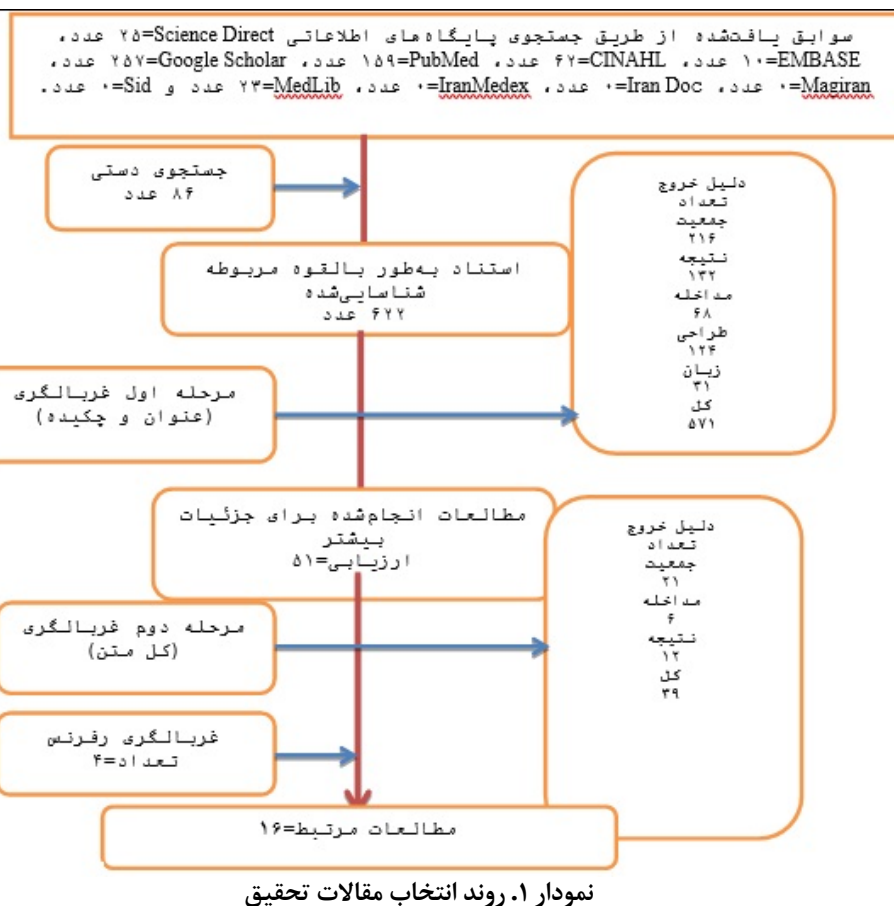 سوابق یافت‌شده از طریق جستجوی پایگاه‌های اطلاعاتی Science Direct=۲۵ عدد،
EMBASE=۱۰ عدد، CINAHL=۶۲ عدد، PubMed=۱۵۹ عدد، Google Scholar=۲۵۷ عدد،
Magiran=۰ عدد، Iran Doc=۰ عدد، IranMedex=۰ عدد، MedLib=۲۳ عدد و Sid=۰ عدد.
جستجوی دستی
۸۶ عدد
استناد به‌طور بالقوه مربوطه
شناسایی‌شده
۶۲۲ عدد
دلیل خروج
تعداد
جمعیت
۲۱۶
نتیجه
۱۳۲
مداخله
۶۸
طراحی
۱۲۴
زبان
۳۱
کل
۵۷۱
مرحله اول غربالگری
(عنوان و چکیده)
مطالعات انجام‌شده برای جزئیات
بیشتر
ارزیابی=۵۱
دلیل خروج
تعداد
جمعیت
۲۱
مداخله
۶
نتیجه
۱۲
کل
۳۹
مرحله دوم غربالگری
(کل متن)
غربالگری رفرنس
تعداد=۴
مطالعات مرتبط=۱۶
نمودار ۱. روند انتخاب مقالات تحقیق